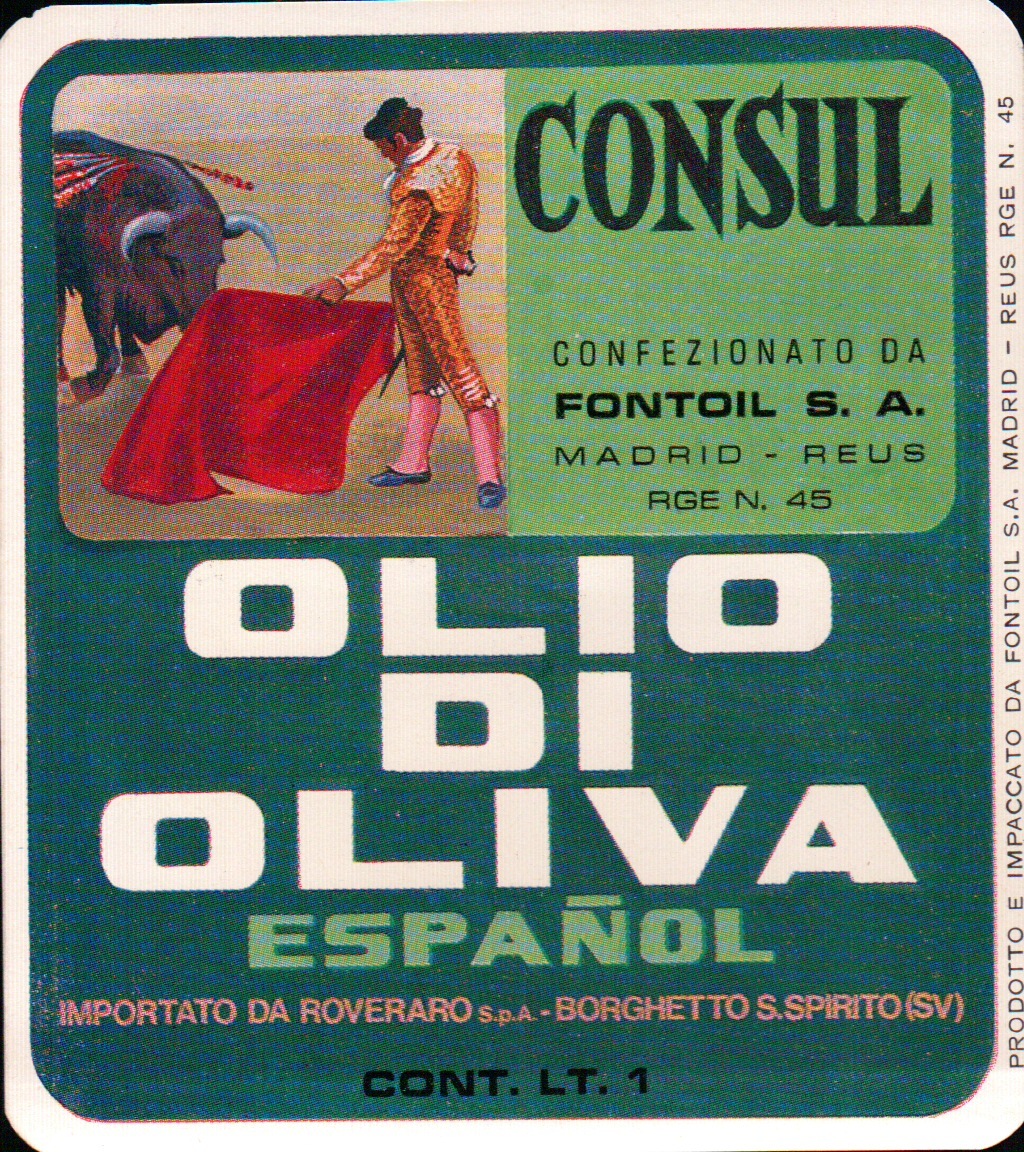 CONSUL
CONFEZIONATO DA
FONTOIL S. A.
MADRID - REUS
RGE N. 45
OLIO
DI
OLIVA
ESPAÑOL
IMPORTATO DA ROVERARO S.p.A. - BORGHETTO S.SPIRITO (SV)
CONT. LT. 1
PRODOTTO E IMPACCATO DA FONTOIL S.A. MADRID - REUS RGE N. 45